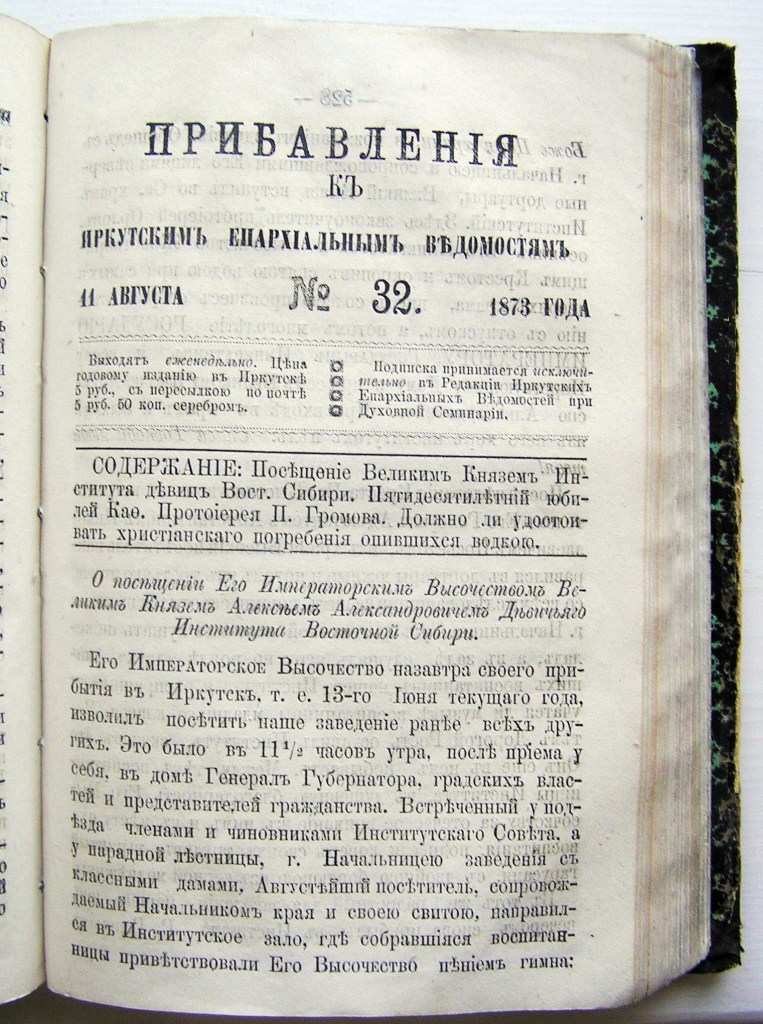 ПРИБАВЛЕНІЯ
КЪ
ИРКУТСКИМЪ ЕПАРХІАЛЬНЫМЪ ВѢДОМОСТЯМЪ
11 АВГУСТА № 32. 1873 ГОДА
Выходятъ еженедѣльно. Цѣна
годовому изданію въ Иркутскѣ
5 руб., съ пересылкою по почтѣ
5 руб. 50 коп. серебромъ.
Подписка принимается исключи-
тельно въ Редакціи Иркутскихъ
Епархіальныхъ Вѣдомостей при
Духовной Семинаріи.
СОДЕРЖАНІЕ: Посѣщеніе Великимъ Княземъ Ин-
ститута дѣвицъ Вост. Сибири. Пятидесятилѣтній юби-
лей Каѳ. Протоіерея П. Громова. Должно ли удостои-
вать христіанскаго погребенія опившихся водкою.
О посѣщеніи Его Императорскимъ Высочествомъ Ве-
ликимъ Княземъ Алексѣемъ Александровичемъ Дѣвичьяго
Института Восточной Сибири.
Его Императорское Высочество назавтра своего при-
бытія въ Иркутскъ, т. е. 13-го Іюня текущаго года,
изволилъ посѣтить наше заведеніе ранѣе всѣхъ дру-
гихъ. Это было въ 11 1/2 часовъ утра, послѣ пріема у
себя, въ домѣ Генералъ Губернатора, градскихъ влас-
тей и представителей гражданства. Встрѣченный у подъ-
ѣзда членами и чиновниками Институтскаго Совѣта, а
у парадной лѣстницы, г. Начальницею заведенія съ
классными дамами, Августѣйшій посѣтитель, сопровож-
даемый Начальникомъ края и своею свитою, направил-
ся въ Институтское зало, гдѣ собравшіяся воспитан-
ницы привѣтствовали Его Высочество пѣніемъ гимна: